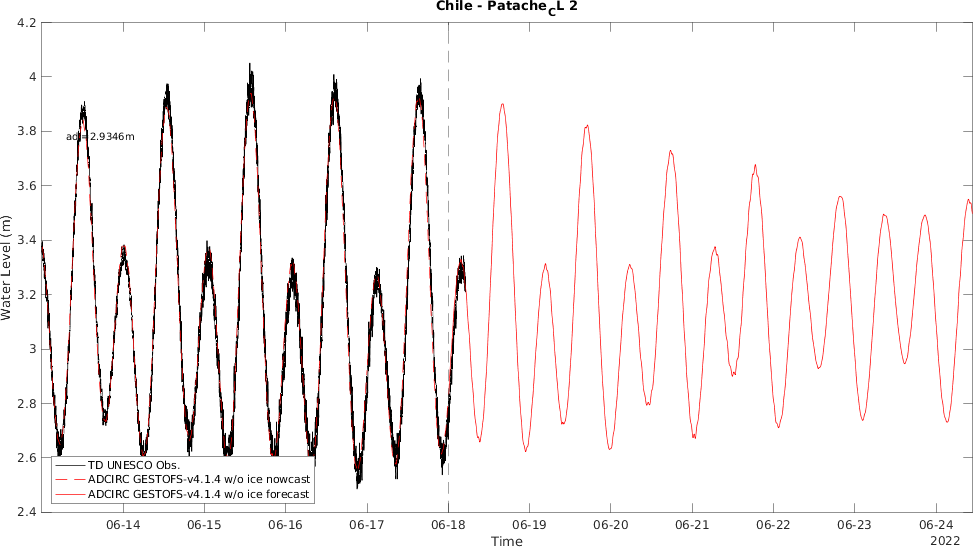 Chile - PatacheCL 2
4.2
4
3.8
3.6
3.4
3.2
3
2.8
2.6
2.4
Water Level (m)
adj=2.9346m
TD UNESCO Obs.
ADCIRC GESTOFS-v4.1.4 w/o ice nowcast
ADCIRC GESTOFS-v4.1.4 w/o ice forecast
06-14 06-15 06-16 06-17 06-18 06-19 06-20 06-21 06-22 06-23 06-24
Time
2022